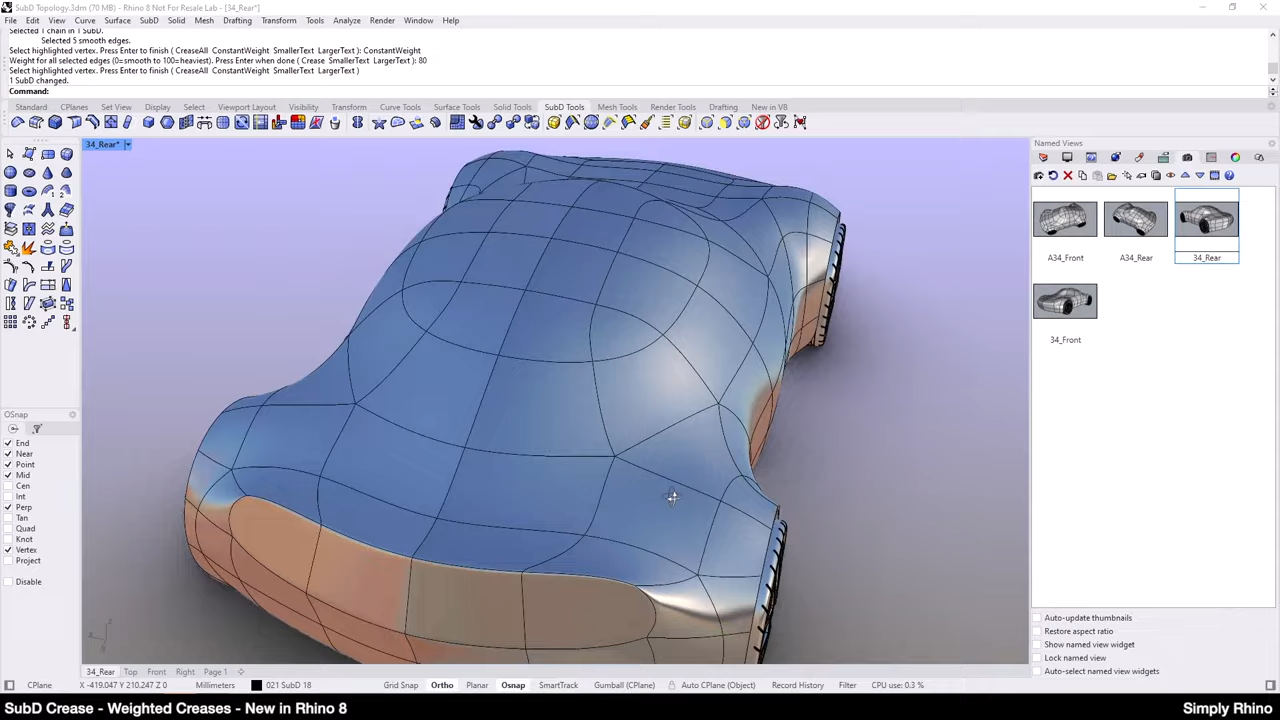 SubD Topology.3dm (70 MB) - Rhino 8 Not For Resale Lab - [34_Rear*]
File Edit View Curve Surface SubD Solid Mesh Drafting Transform Tools Analyze Render Window Help
Selected 1 chain in 1 SubD.
Selected 5 smooth edges.
Select highlighted vertex. Press Enter to finish ( CreaseAll ConstantWeight SmallerText LargerText ): ConstantWeight
Weight for all selected edges (0=smooth to 100=heaviest). Press Enter when done ( Crease SmallerText LargerText ): 80
Select highlighted vertex. Press Enter to finish ( CreaseAll ConstantWeight SmallerText LargerText )
1 SubD changed.
Command:
Standard CPlanes Set View Display Select Viewport Layout Visibility Transform Curve Tools Surface Tools Solid Tools SubD Tools Mesh Tools Render Tools Drafting New in V8
34_Rear*
Named Views
A34_Front A34_Rear 34_Rear
34_Front
OSnap
End
Near
Point
Mid
Cen
Int
Perp
Tan
Quad
Knot
Vertex
Project
Disable
Auto-update thumbnails
Restore aspect ratio
Show named view widget
Lock named view
Auto-select named view widgets
34_Rear Top Front Right Page 1
CPlane X -419.047 Y 210.247 Z 0 Millimeters 021 SubD 18 Grid Snap Ortho Planar Osnap SmartTrack Gumball (CPlane) Auto CPlane (Object) Record History Filter CPU use: 0.3 %
SubD Crease - Weighted Creases - New in Rhino 8
Simply Rhino